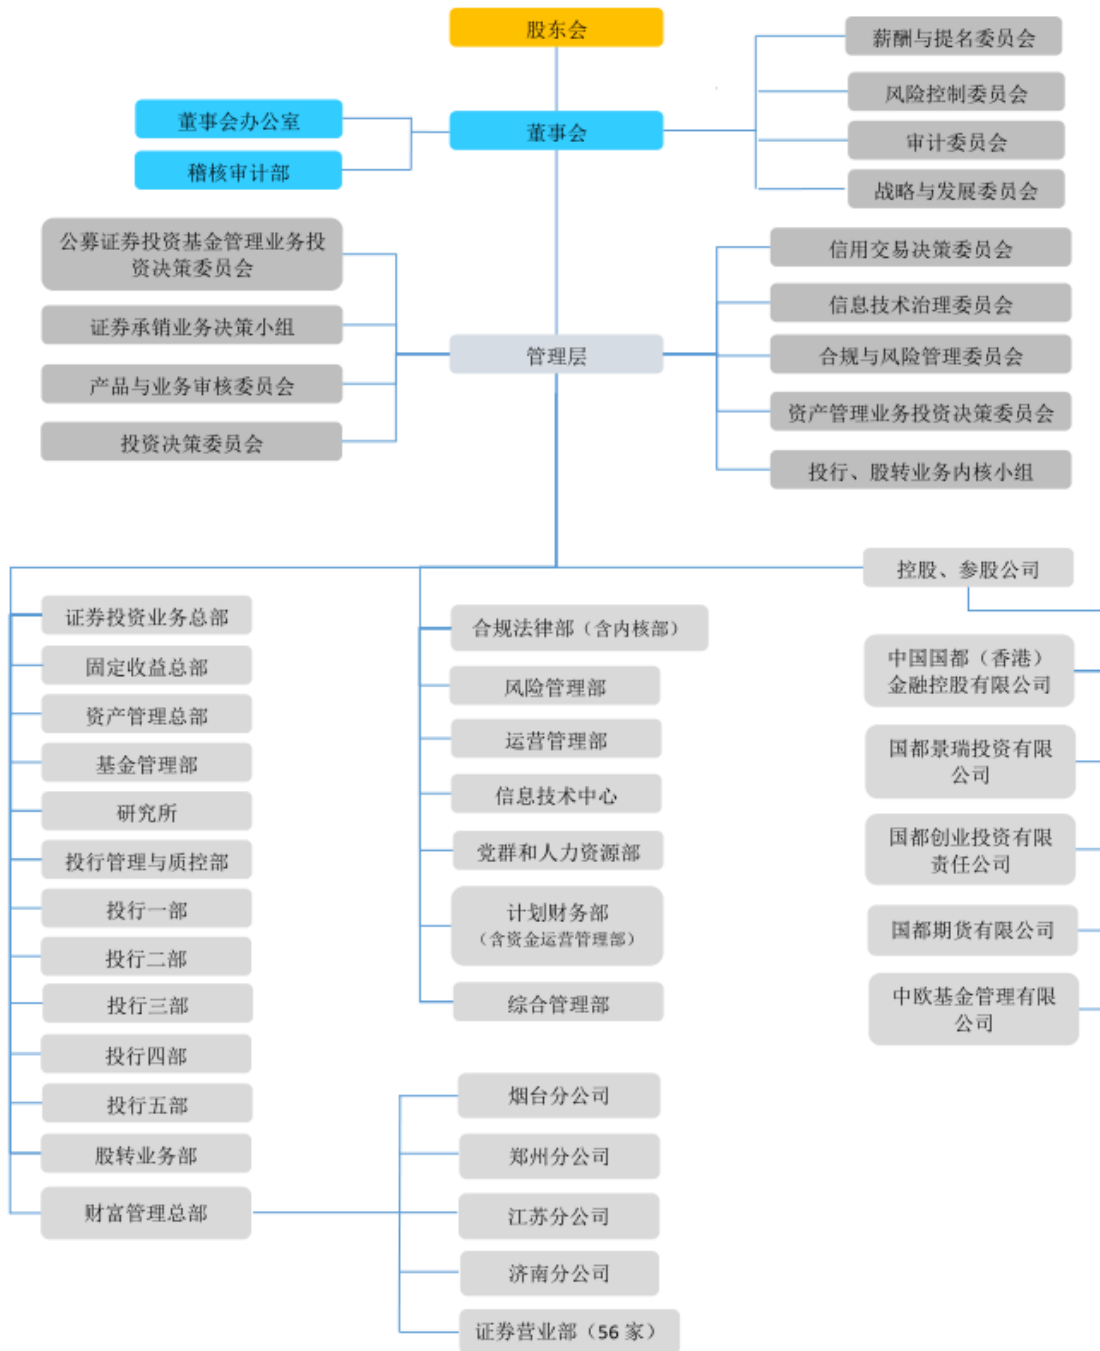 股东会
董事会
董事会办公室
稽核审计部
薪酬与提名委员会
风险控制委员会
审计委员会
战略与发展委员会
管理层
公募证券投资基金管理业务投
资决策委员会
证券承销业务决策小组
产品与业务审核委员会
投资决策委员会
信用交易决策委员会
信息技术治理委员会
合规与风险管理委员会
资产管理业务投资决策委员会
投行、股转业务内核小组
证券投资业务总部
固定收益总部
资产管理总部
基金管理部
研究所
投行管理与质控部
投行一部
投行二部
投行三部
投行四部
投行五部
股转业务部
财富管理总部
合规法律部（含内核部）
风险管理部
运营管理部
信息技术中心
党群和人力资源部
计划财务部
（含资金运营管理部）
综合管理部
烟台分公司
郑州分公司
江苏分公司
济南分公司
证券营业部（56 家）
控股、参股公司
中国国都（香港）
金融控股有限公司
国都景瑞投资有限
公司
国都创业投资有限
责任公司
国都期货有限公司
中欧基金管理有限
公司